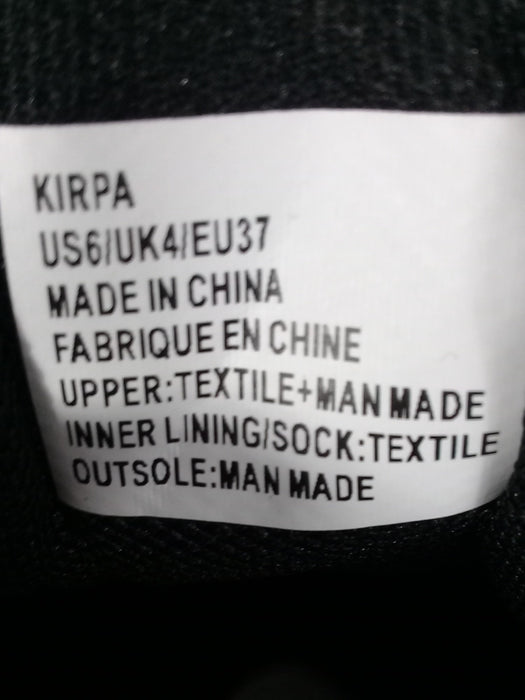 KIRPA
US6/UK4/EU37
MADE IN CHINA
FABRIQUE EN CHINE
UPPER:TEXTILE+MAN MADE
INNER LINING/SOCK:TEXTILE
OUTSOLE:MAN MADE